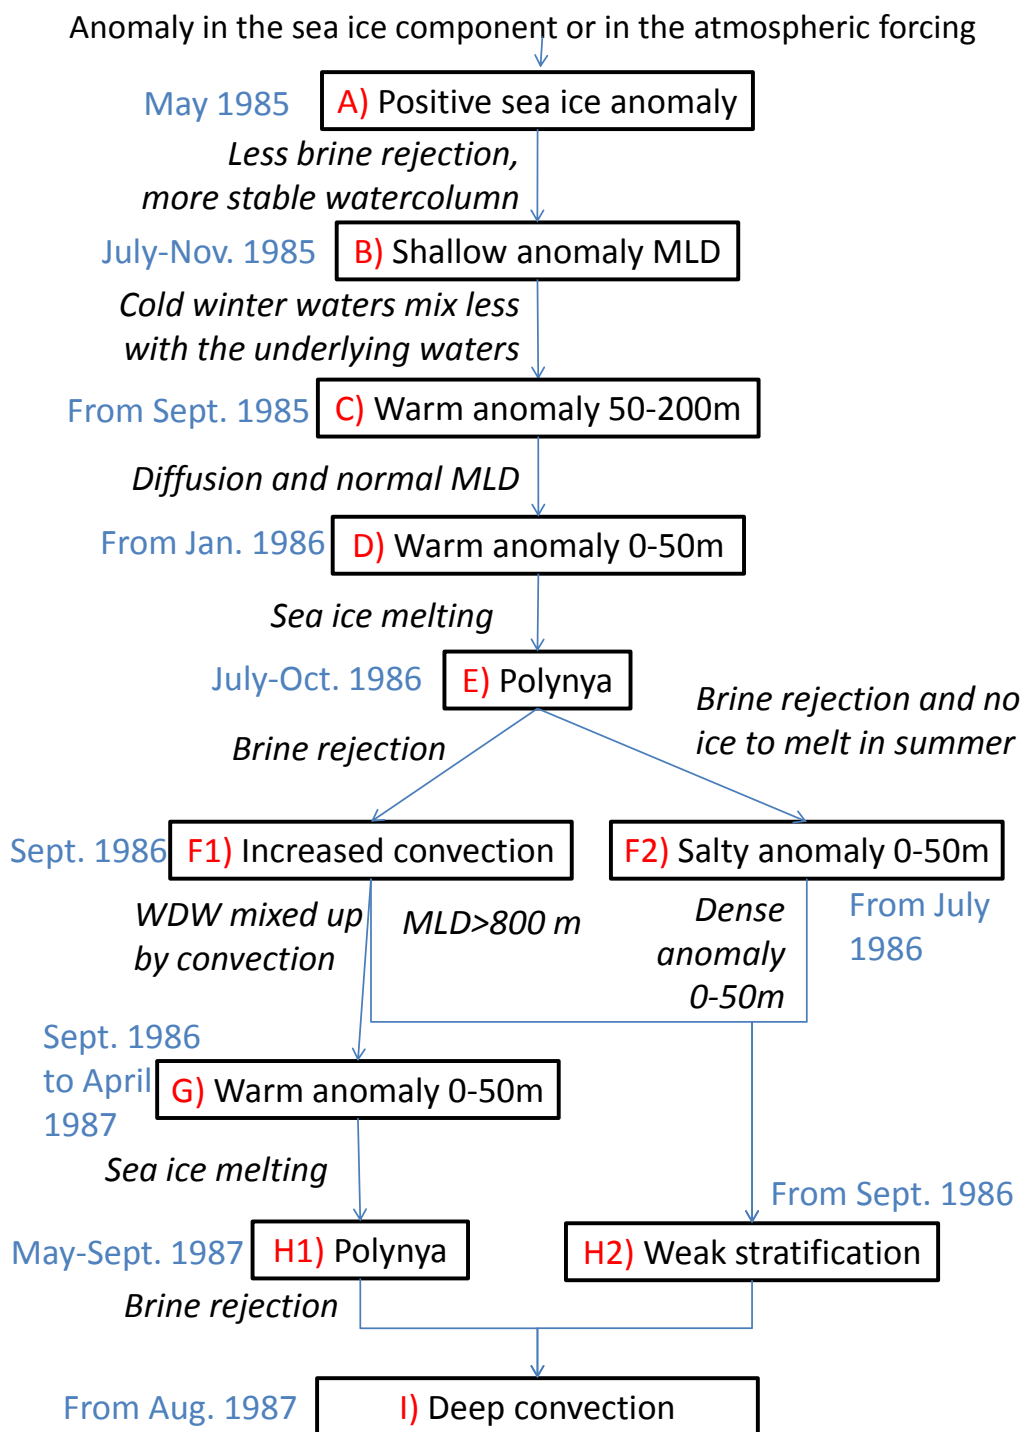 Anomaly in the sea ice component or in the atmospheric forcing
May 1985
A) Positive sea ice anomaly
Less brine rejection,
more stable watercolumn
July-Nov. 1985
B) Shallow anomaly MLD
Cold winter waters mix less
with the underlying waters
From Sept. 1985
C) Warm anomaly 50-200m
Diffusion and normal MLD
From Jan. 1986
D) Warm anomaly 0-50m
Sea ice melting
July-Oct. 1986
E) Polynya
Brine rejection
Brine rejection and no
ice to melt in summer
Sept. 1986
F1) Increased convection
F2) Salty anomaly 0-50m
From July
1986
WDW mixed up
by convection
MLD>800 m
Dense
anomaly
0-50m
Sept. 1986
to April
1987
G) Warm anomaly 0-50m
Sea ice melting
From Sept. 1986
May-Sept. 1987
H1) Polynya
H2) Weak stratification
Brine rejection
From Aug. 1987
I) Deep convection